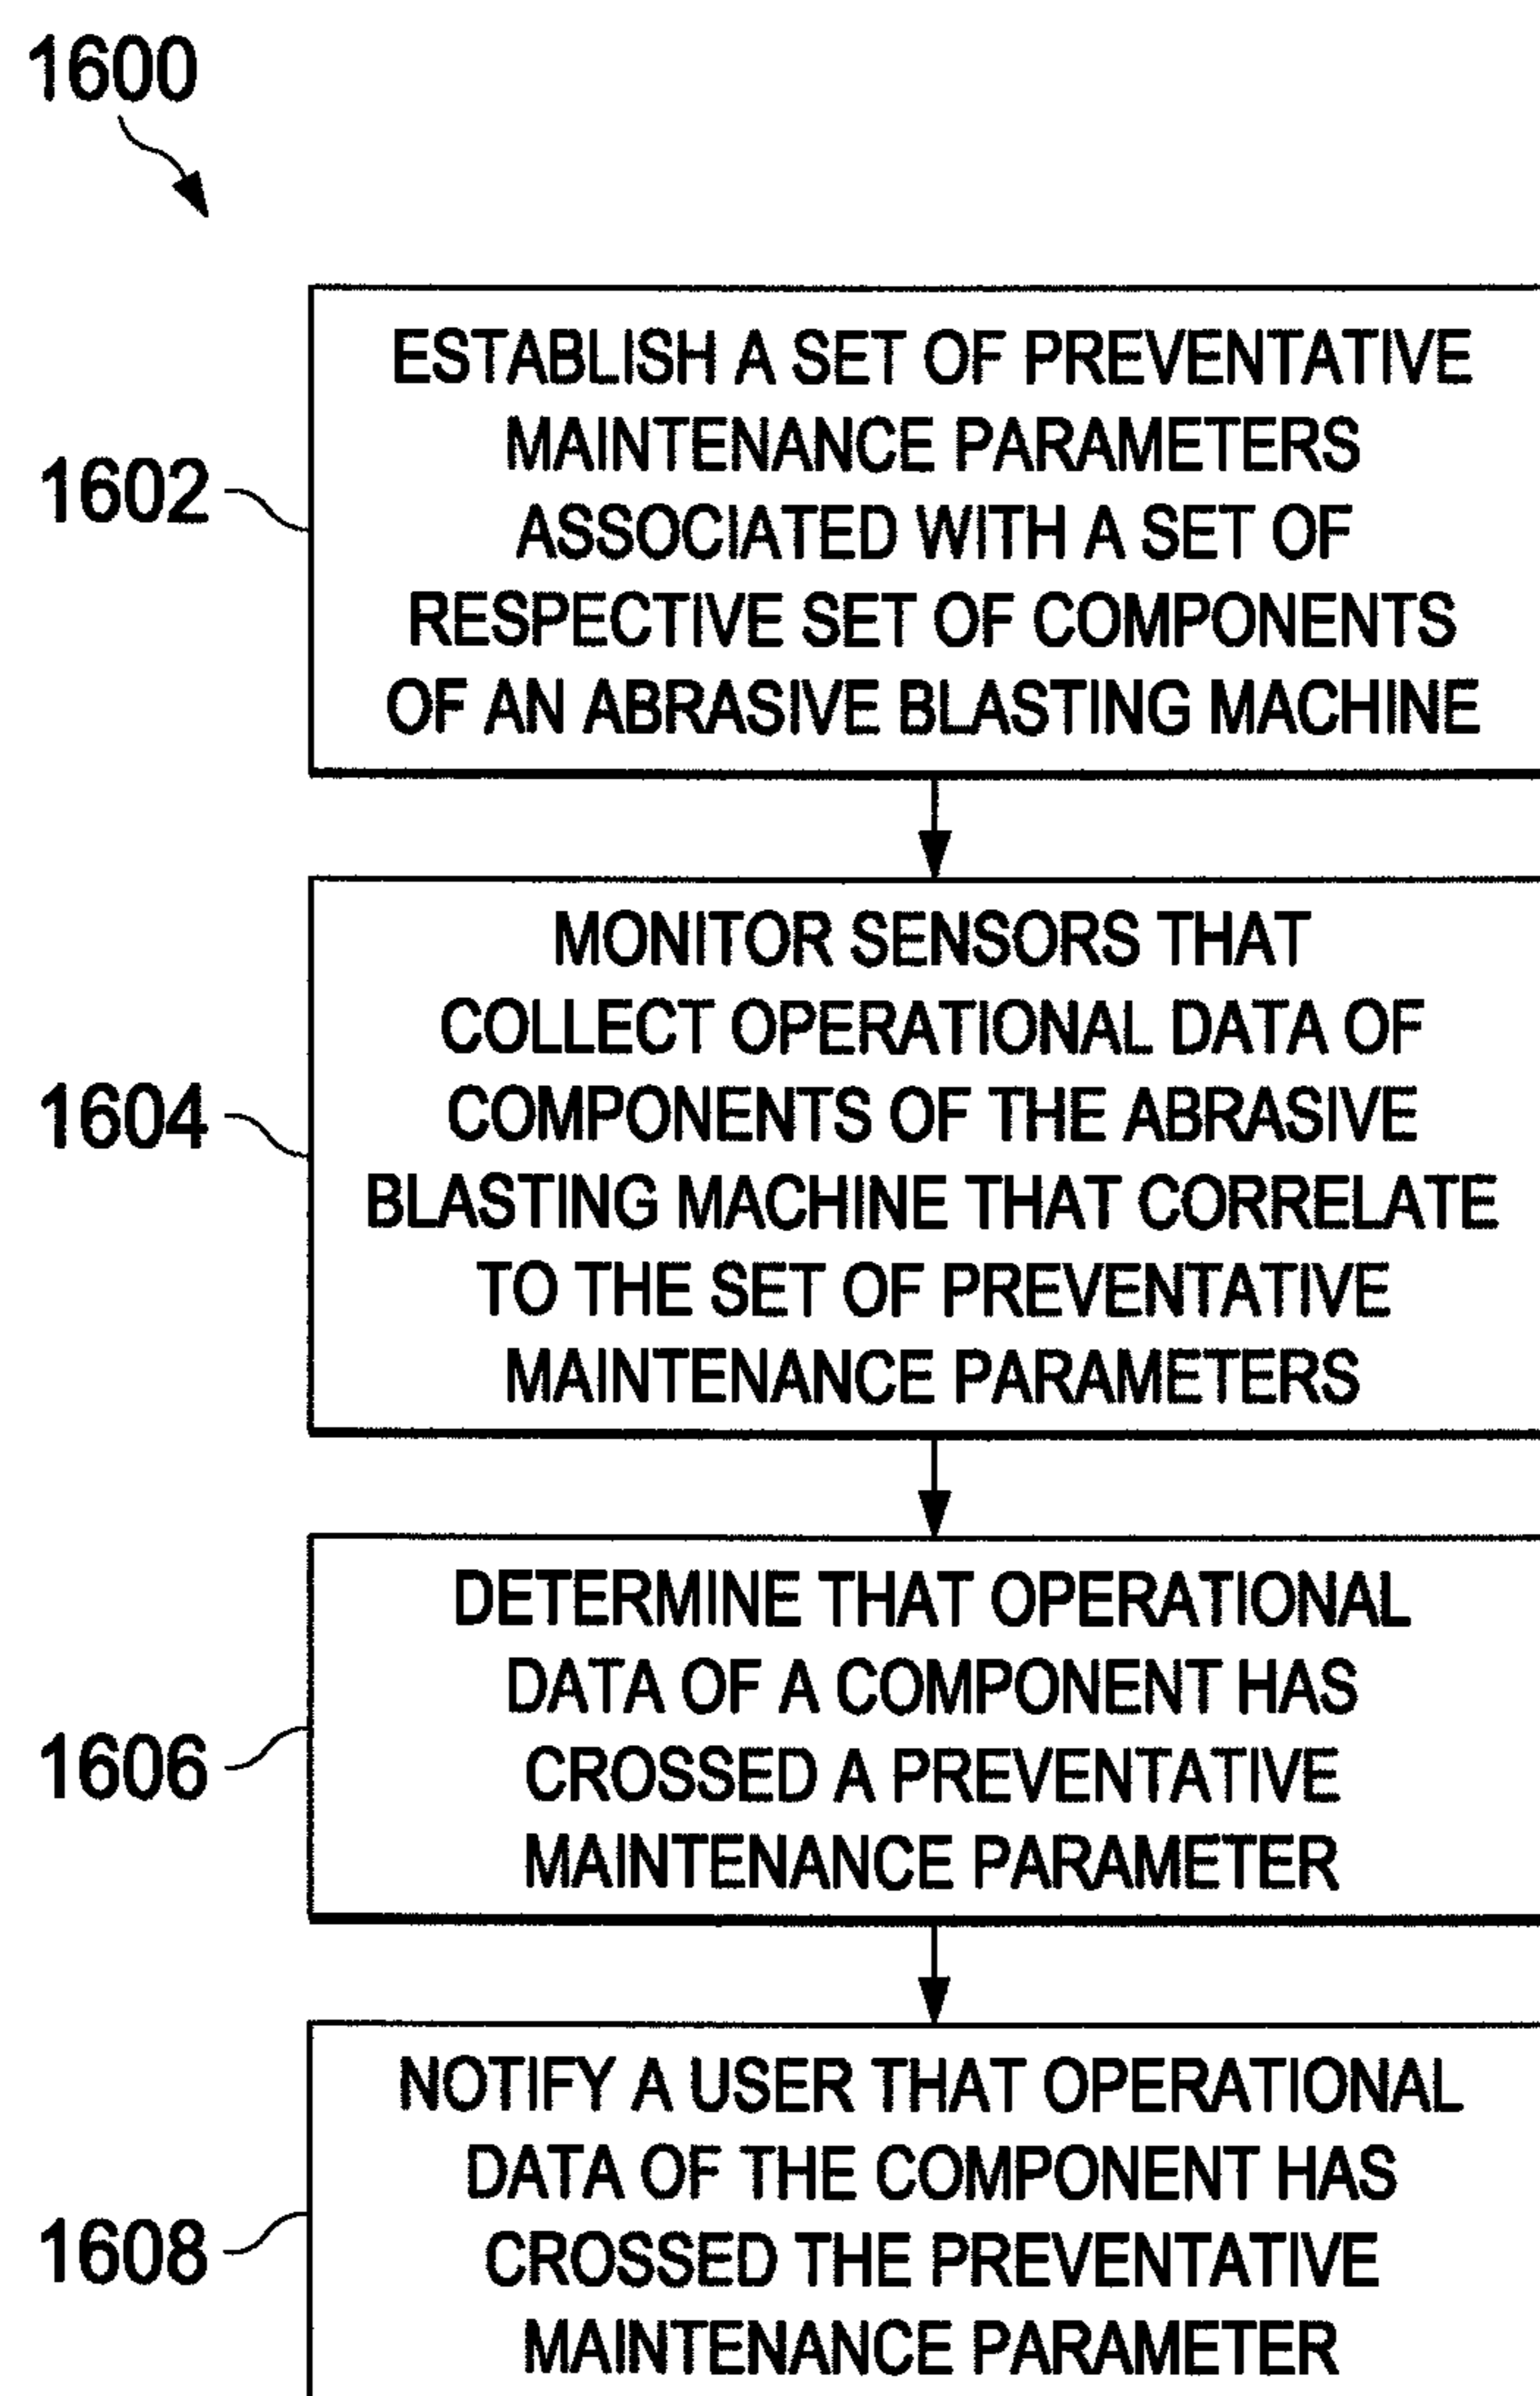 1600
ESTABLISH A SET OF PREVENTATIVE
MAINTENANCE PARAMETERS
ASSOCIATED WITH A SET OF
RESPECTIVE SET OF COMPONENTS
OF AN ABRASIVE BLASTING MACHINE
1602
MONITOR SENSORS THAT
COLLECT OPERATIONAL DATA OF
COMPONENTS OF THE ABRASIVE
BLASTING MACHINE THAT CORRELATE
TO THE SET OF PREVENTATIVE
MAINTENANCE PARAMETERS
1604
DETERMINE THAT OPERATIONAL
DATA OF A COMPONENT HAS
CROSSED A PREVENTATIVE
MAINTENANCE PARAMETER
1606
NOTIFY A USER THAT OPERATIONAL
DATA OF THE COMPONENT HAS
CROSSED THE PREVENTATIVE
MAINTENANCE PARAMETER
1608